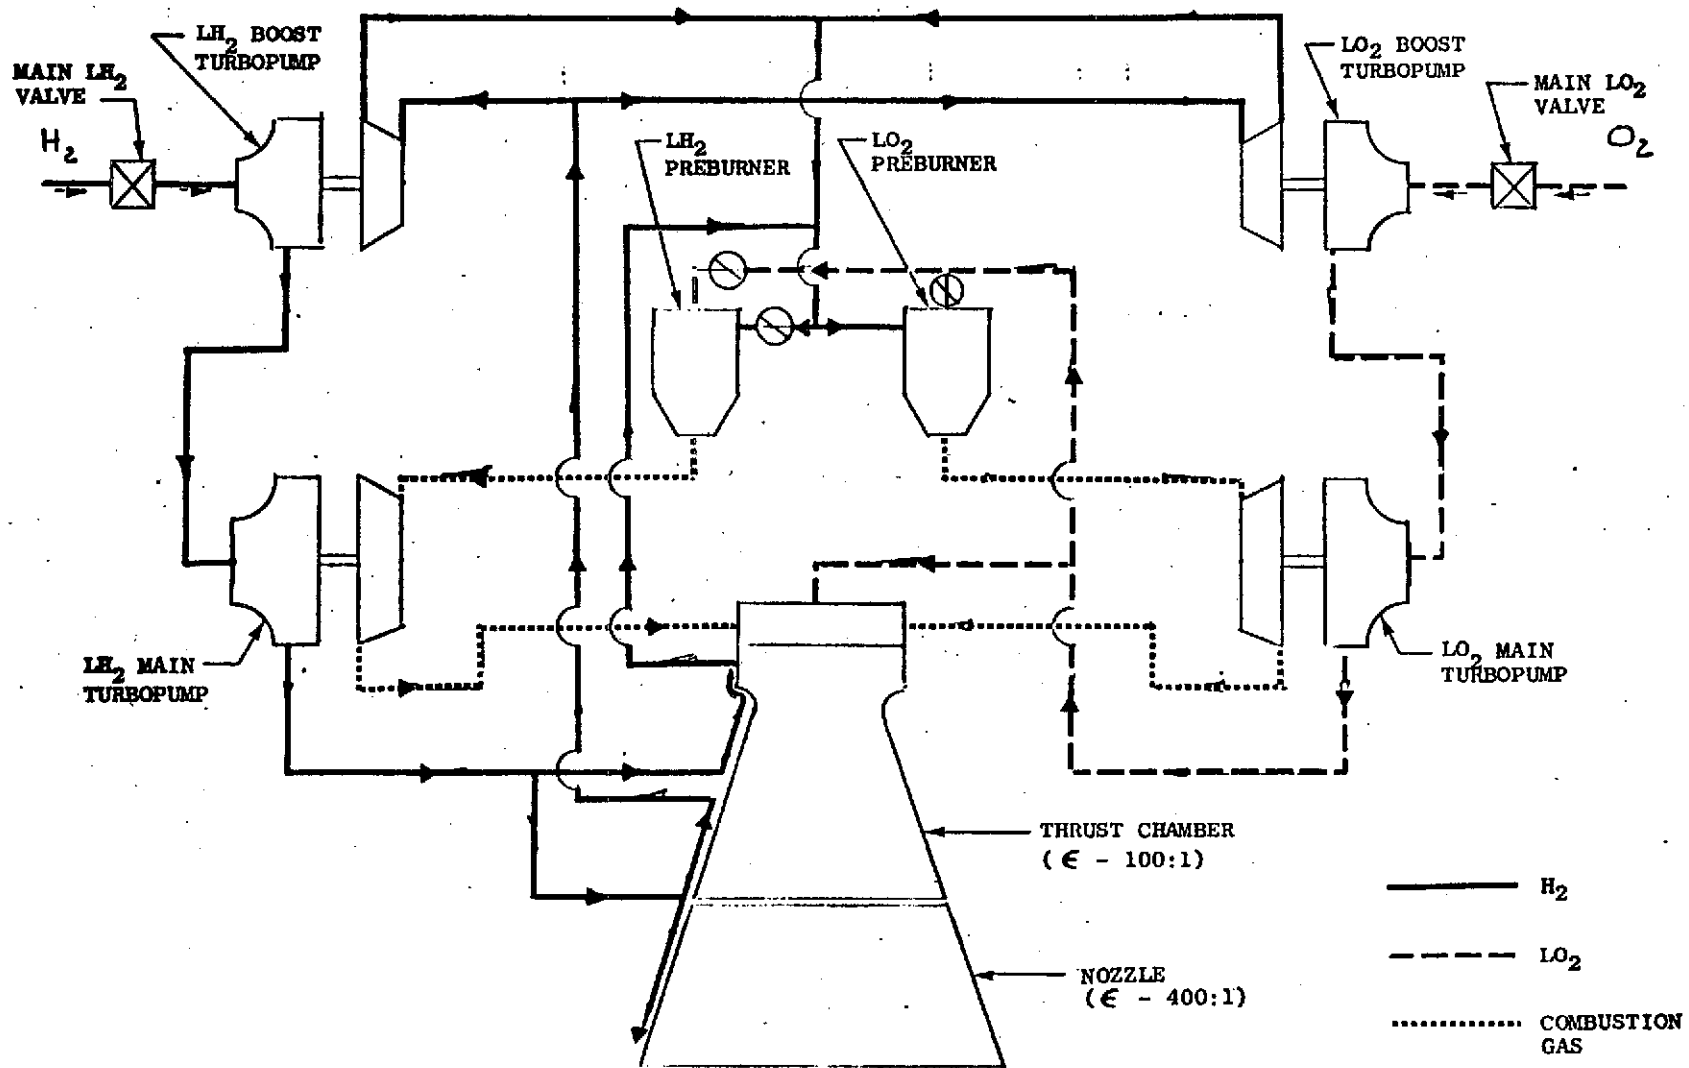 LH₂ BOOST
TURBOPUMP
MAIN LH₂
VALVE
H₂
LO₂ BOOST
TURBOPUMP
MAIN LO₂
VALVE
O₂
LH₂
PREBURNER
LO₂
PREBURNER
LH₂ MAIN
TURBOPUMP
LO₂ MAIN
TURBOPUMP
THRUST CHAMBER
(ϵ - 100:1)
NOZZLE
(ϵ - 400:1)
H₂
LO₂
COMBUSTION
GAS